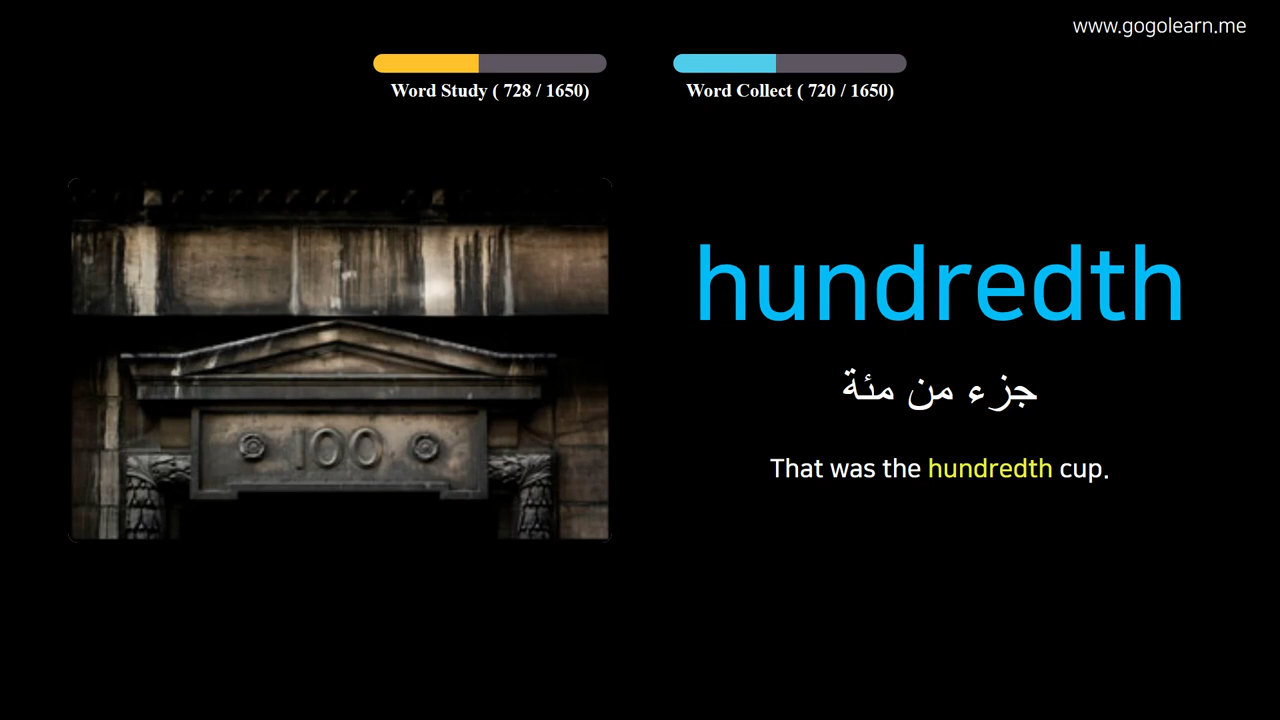 www.gogolearn.me
Word Study ( 728 / 1650)
Word Collect ( 720 / 1650)
100
hundredth
جزء من مئة
That was the hundredth cup.